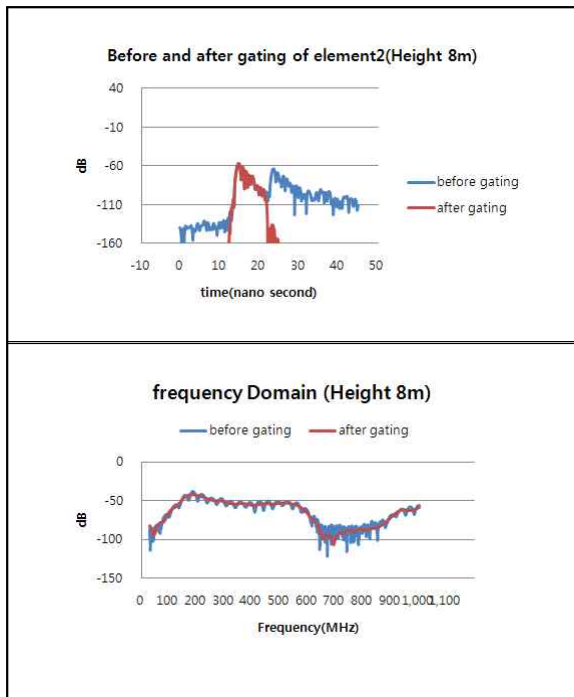 Before and after gating of element2(Height 8m)
40
-10
-60
-110
-160
dB
-10 0 10 20 30 40 50
time(nano second)
before gating
after gating
frequency Domain (Height 8m)
before gating after gating
0
-50
-100
-150
dB
0 100 200 300 400 500 600 700 800 900 1,000 1,100
Frequency(MHz)